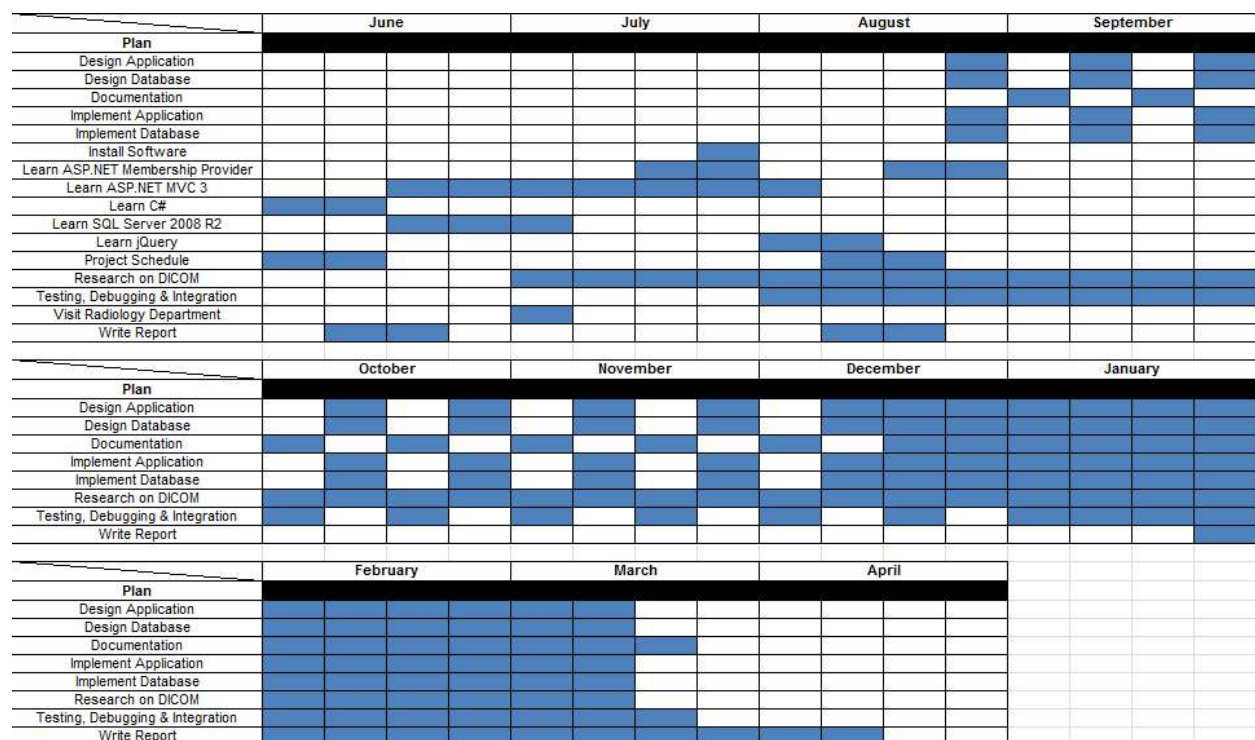 June July August September
Plan
Design Application
Design Database
Documentation
Implement Application
Implement Database
Install Software
Learn ASP.NET Membership Provider
Learn ASP.NET MVC 3
Learn C#
Learn SQL Server 2008 R2
Learn jQuery
Project Schedule
Research on DICOM
Testing, Debugging & Integration
Visit Radiology Department
Write Report
October November December January
Plan
Design Application
Design Database
Documentation
Implement Application
Implement Database
Research on DICOM
Testing, Debugging & Integration
Write Report
February March April
Plan
Design Application
Design Database
Documentation
Implement Application
Implement Database
Research on DICOM
Testing, Debugging & Integration
Write Report